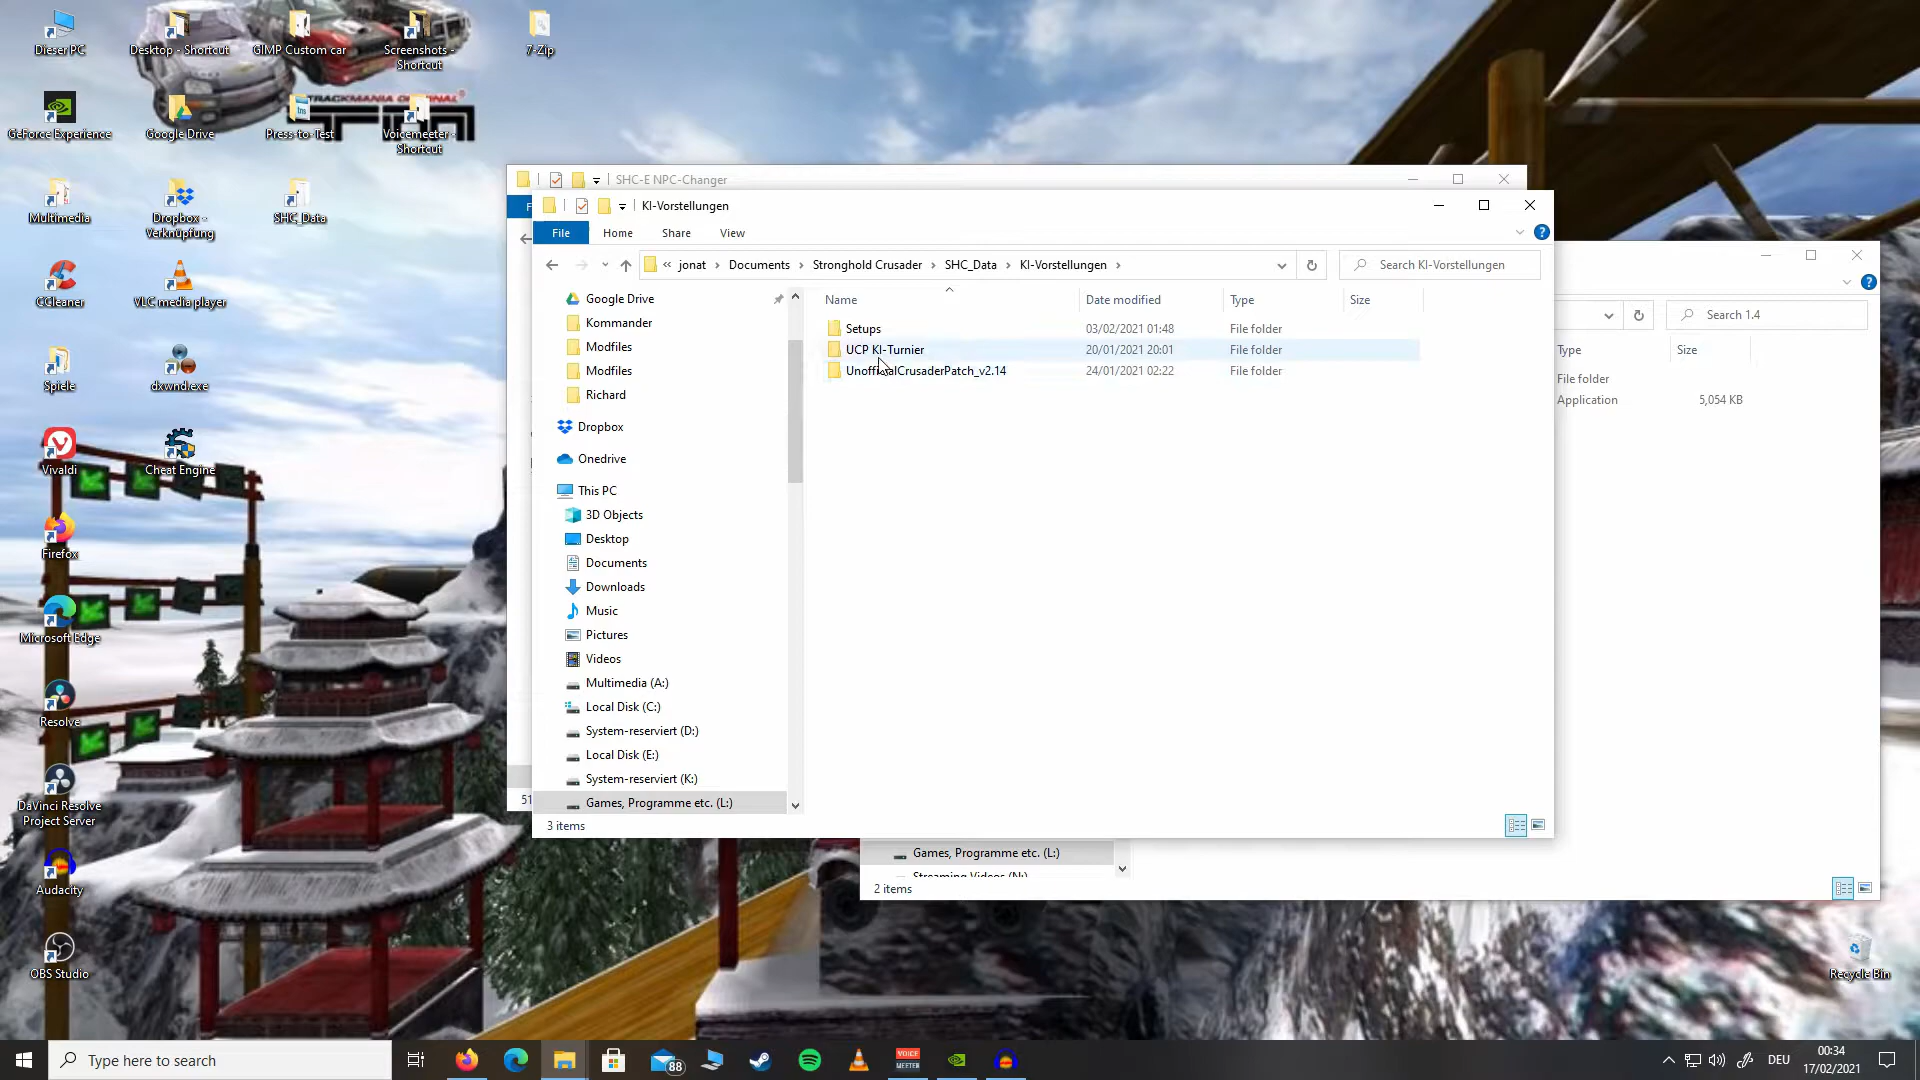 Dieser PC
Desktop - Shortcut
GIMP Custom car
Screenshots - Shortcut
7-Zip
TRACKMANIA ORIGINAL
GeForce Experience
Google Drive
Press-to-Test
Voicemeeter - Shortcut
Multimedia
Dropbox - Verknüpfung
SHC_Data
CCleaner
VLC media player
Spiele
dxwnd.exe
Vivaldi
Cheat Engine
Firefox
Microsoft Edge
Resolve
DaVinci Resolve Project Server
Audacity
OBS Studio
Recycle Bin
SHC-E NPC-Changer
F
51
KI-Vorstellungen
File Home Share View
« jonat › Documents › Stronghold Crusader › SHC_Data › KI-Vorstellungen ›
Search KI-Vorstellungen
Google Drive
Kommander
Modfiles
Modfiles
Richard
Dropbox
Onedrive
This PC
3D Objects
Desktop
Documents
Downloads
Music
Pictures
Videos
Multimedia (A:)
Local Disk (C:)
System-reserviert (D:)
Local Disk (E:)
System-reserviert (K:)
Games, Programme etc. (L:)
Name Date modified Type Size
Setups 03/02/2021 01:48 File folder
UCP KI-Turnier 20/01/2021 20:01 File folder
UnofficialCrusaderPatch_v2.14 24/01/2021 02:22 File folder
3 items
Search 1.4
Type Size
File folder
Application 5,054 KB
Games, Programme etc. (L:)
Streaming Videos (N:)
2 items
Type here to search
88
VOICE MEETER
DEU
00:34
17/02/2021